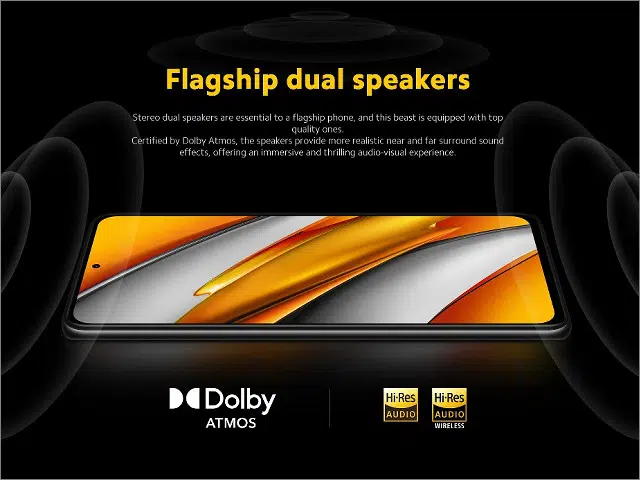 Flagship dual speakers
Stereo dual speakers are essential to a flagship phone, and this beast is equipped with top
quality ones.
Certified by Dolby Atmos, the speakers provide more realistic near and far surround sound
effects, offering an immersive and thrilling audio-visual experience.
Dolby
ATMOS
Hi-Res
AUDIO
Hi-Res
AUDIO
WIRELESS